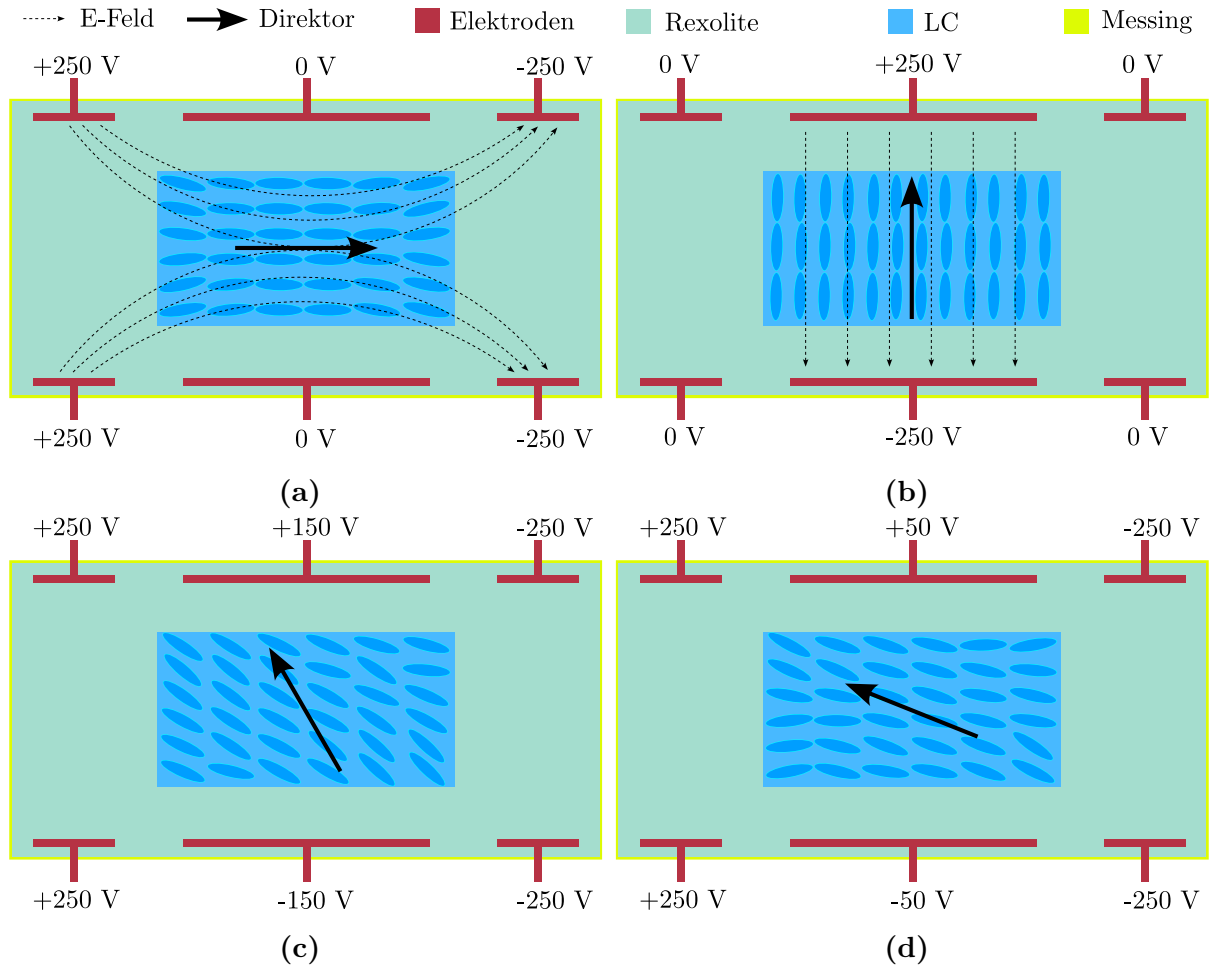 E-Feld Direktor Elektroden Rexolite LC Messing
+250 V 0 V -250 V 0 V +250 V 0 V
+250 V 0 V -250 V 0 V -250 V 0 V
(a) (b)
+250 V +150 V -250 V +250 V +50 V -250 V
+250 V -150 V -250 V +250 V -50 V -250 V
(c) (d)